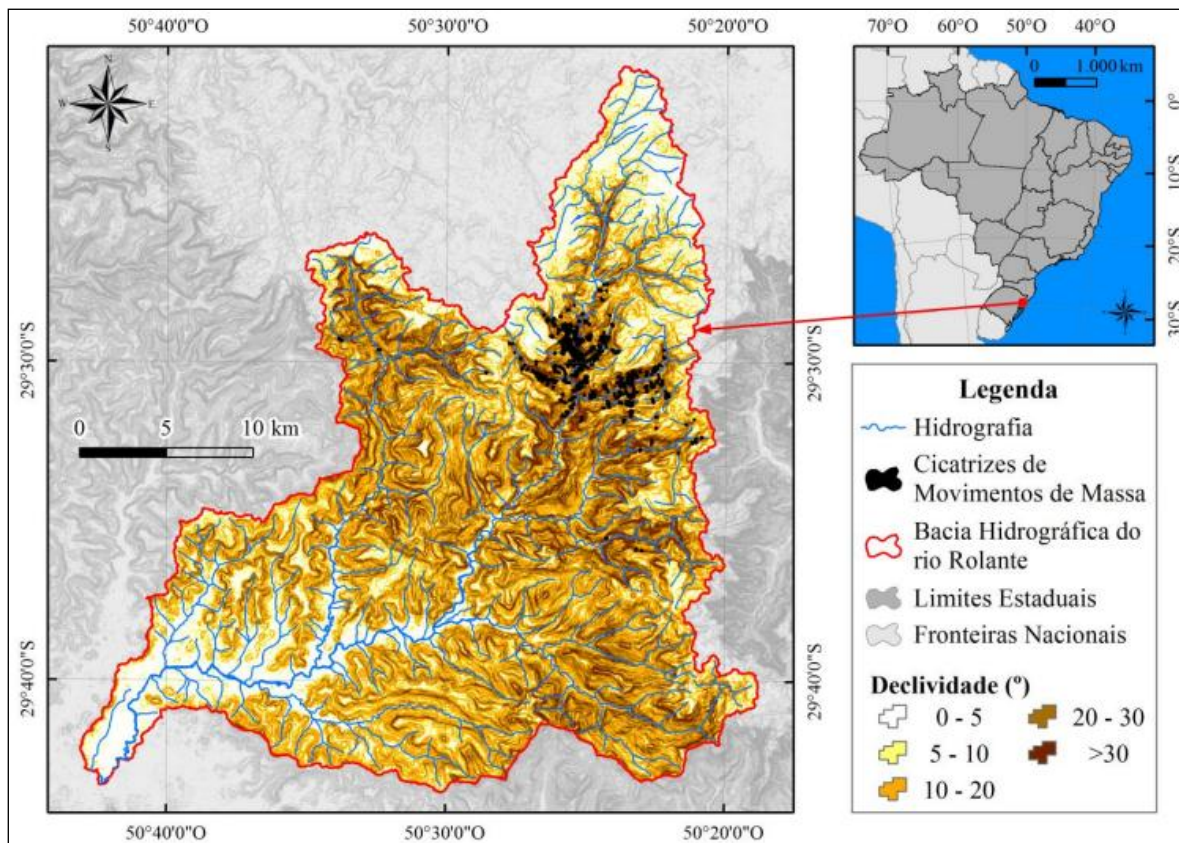 50°40'0"O 50°30'0"O 50°20'0"O
70°O 60°O 50°O 40°O
N
W E
S
0 1.000 km
0°
10°S
20°S
30°S
29°30'0"S
29°30'0"S
0 5 10 km
29°40'0"S
29°40'0"S
50°40'0"O 50°30'0"O 50°20'0"O
Legenda
Hidrografia
Cicatrizes de
Movimentos de Massa
Bacia Hidrográfica do
rio Rolante
Limites Estaduais
Fronteiras Nacionais
Declividade (º)
0 - 5 20 - 30
5 - 10 >30
10 - 20